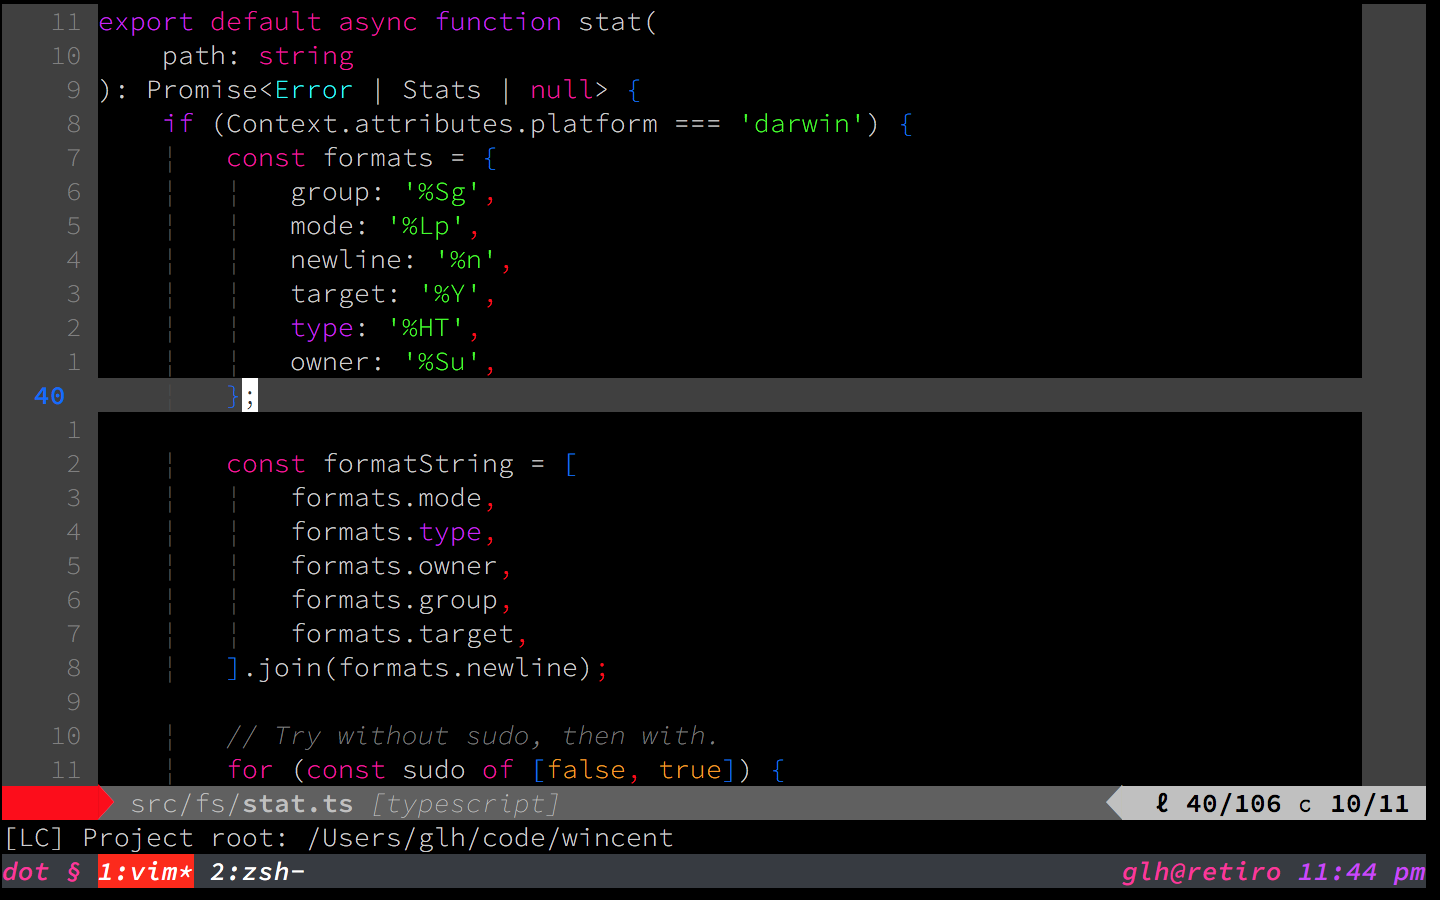 11 export default async function stat(
10     path: string
9 ): Promise<Error | Stats | null> {
8     if (Context.attributes.platform === 'darwin') {
7         const formats = {
6             group: '%Sg',
5             mode: '%Lp',
4             newline: '%n',
3             target: '%Y',
2             type: '%HT',
1             owner: '%Su',
40         };
1
2         const formatString = [
3             formats.mode,
4             formats.type,
5             formats.owner,
6             formats.group,
7             formats.target,
8         ].join(formats.newline);
9
10         // Try without sudo, then with.
11         for (const sudo of [false, true]) {
src/fs/stat.ts [typescript] ℓ 40/106 c 10/11
[LC] Project root: /Users/glh/code/wincent
dot § 1:vim* 2:zsh- glh@retiro 11:44 pm